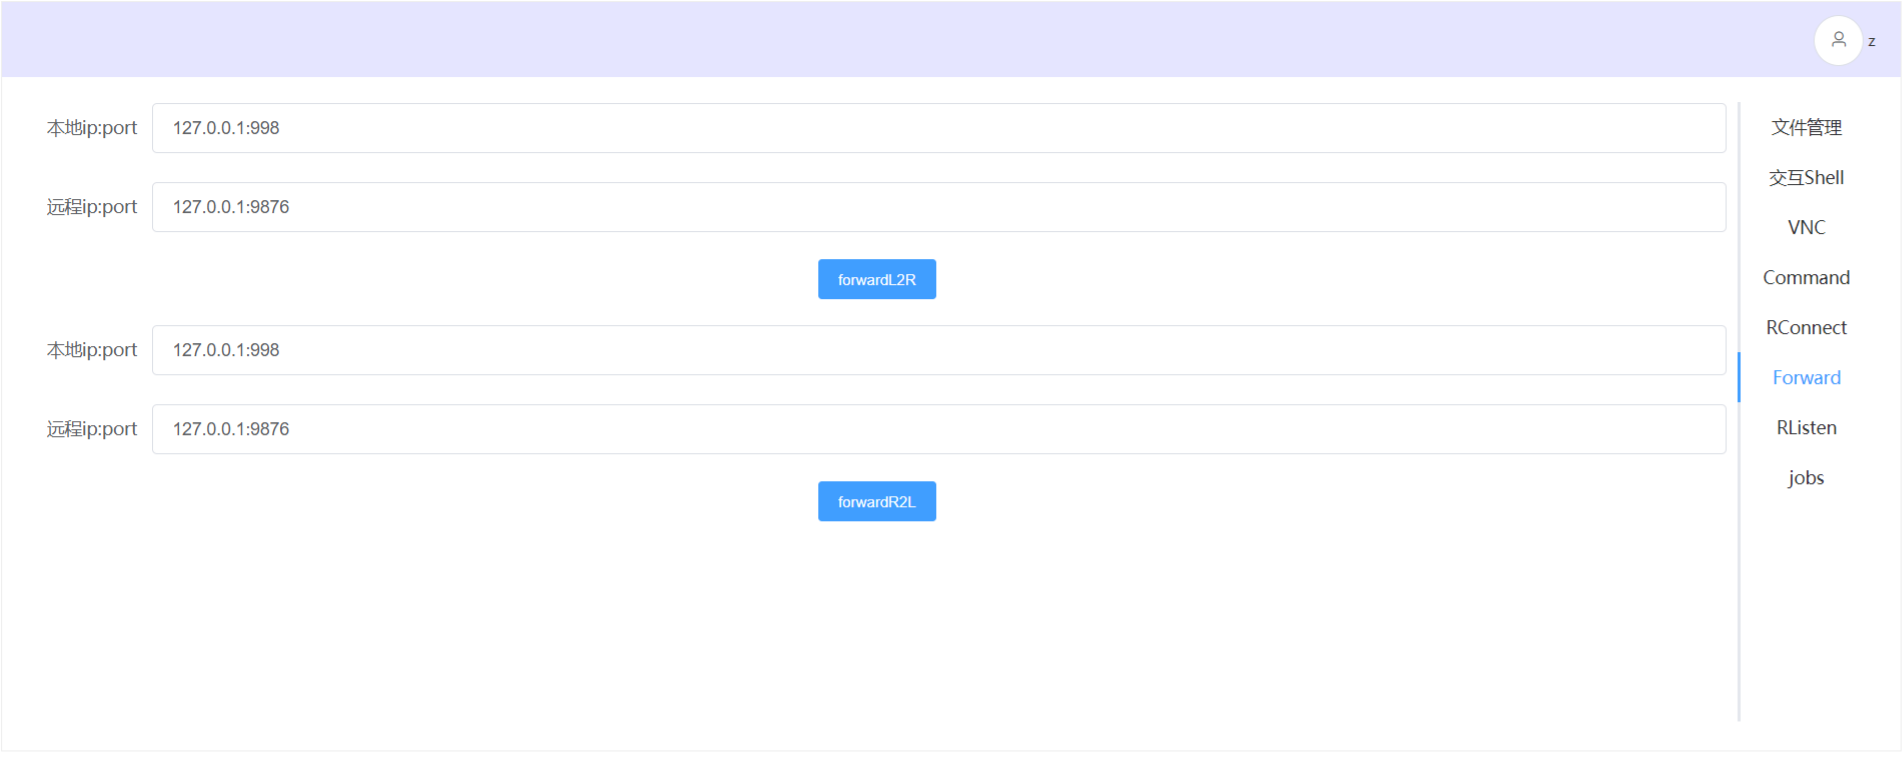 z
本地ip:port 127.0.0.1:998
远程ip:port 127.0.0.1:9876
forwardL2R
本地ip:port 127.0.0.1:998
远程ip:port 127.0.0.1:9876
forwardR2L
文件管理
交互Shell
VNC
Command
RConnect
Forward
RListen
jobs